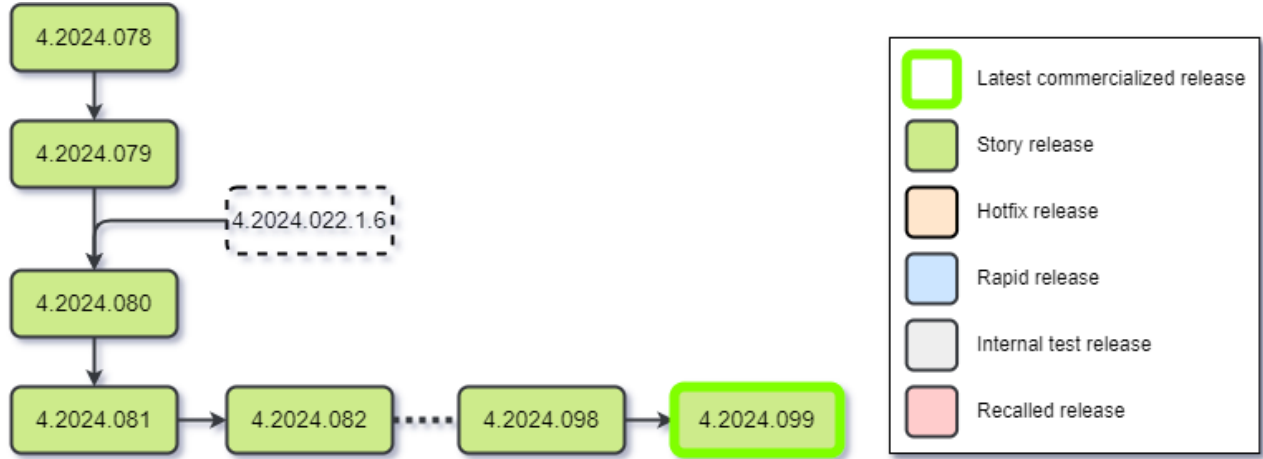 4.2024.078
4.2024.079
4.2024.022.1.6
4.2024.080
4.2024.081
4.2024.082
4.2024.098
4.2024.099
Latest commercialized release
Story release
Hotfix release
Rapid release
Internal test release
Recalled release